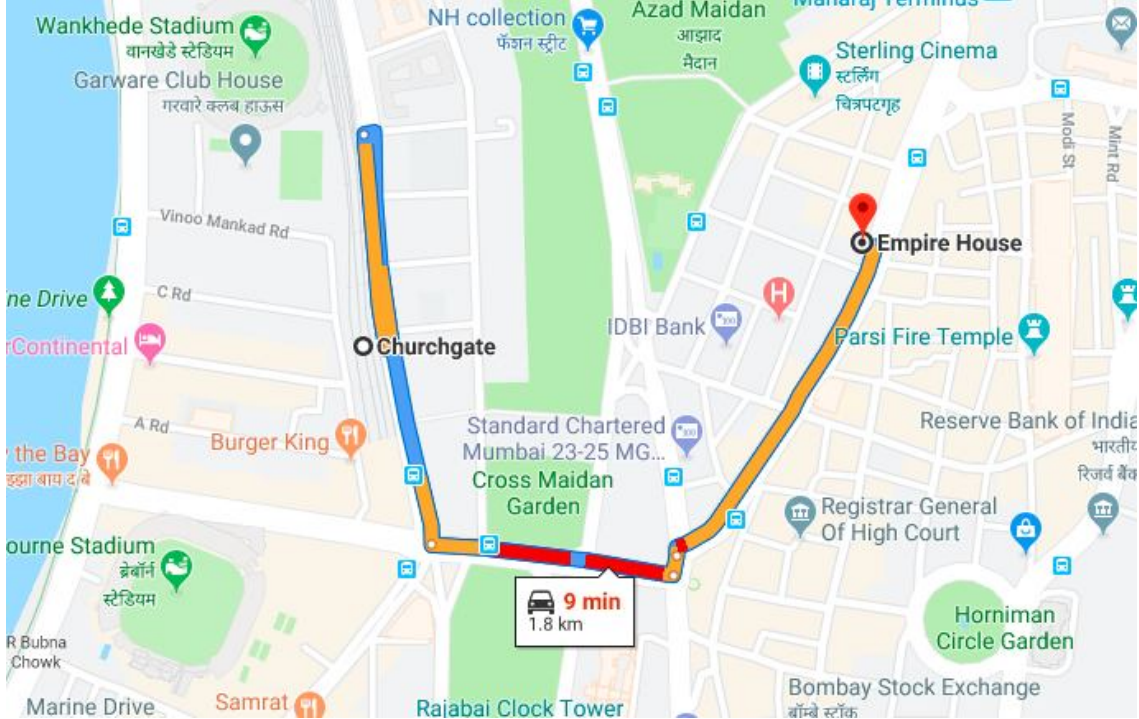 Wankhede Stadium
वानखेडे स्टेडियम
Garware Club House
गरवारे क्लब हाऊस
NH collection
फॅशन स्ट्रीट
Azad Maidan
आझाद
मैदान
Maharaj Terminus
Sterling Cinema
स्टर्लिंग
चित्रपटगृह
Modi St
Mint Rd
Vinoo Mankad Rd
Empire House
ne Drive
C Rd
IDBI Bank
H
Parsi Fire Temple
rContinental
Churchgate
A Rd
Burger King
Standard Chartered
Mumbai 23-25 MG...
Reserve Bank of India
भारतीय
रिजर्व बैंक
the Bay
Cross Maidan
Garden
Registrar General
Of High Court
ourne Stadium
ब्रेबॉर्न
स्टेडियम
9 min
1.8 km
Horniman
Circle Garden
R Bubna
Chowk
Marine Drive
Samrat
Rajabai Clock Tower
Bombay Stock Exchange
बॉम्बे स्टॉक